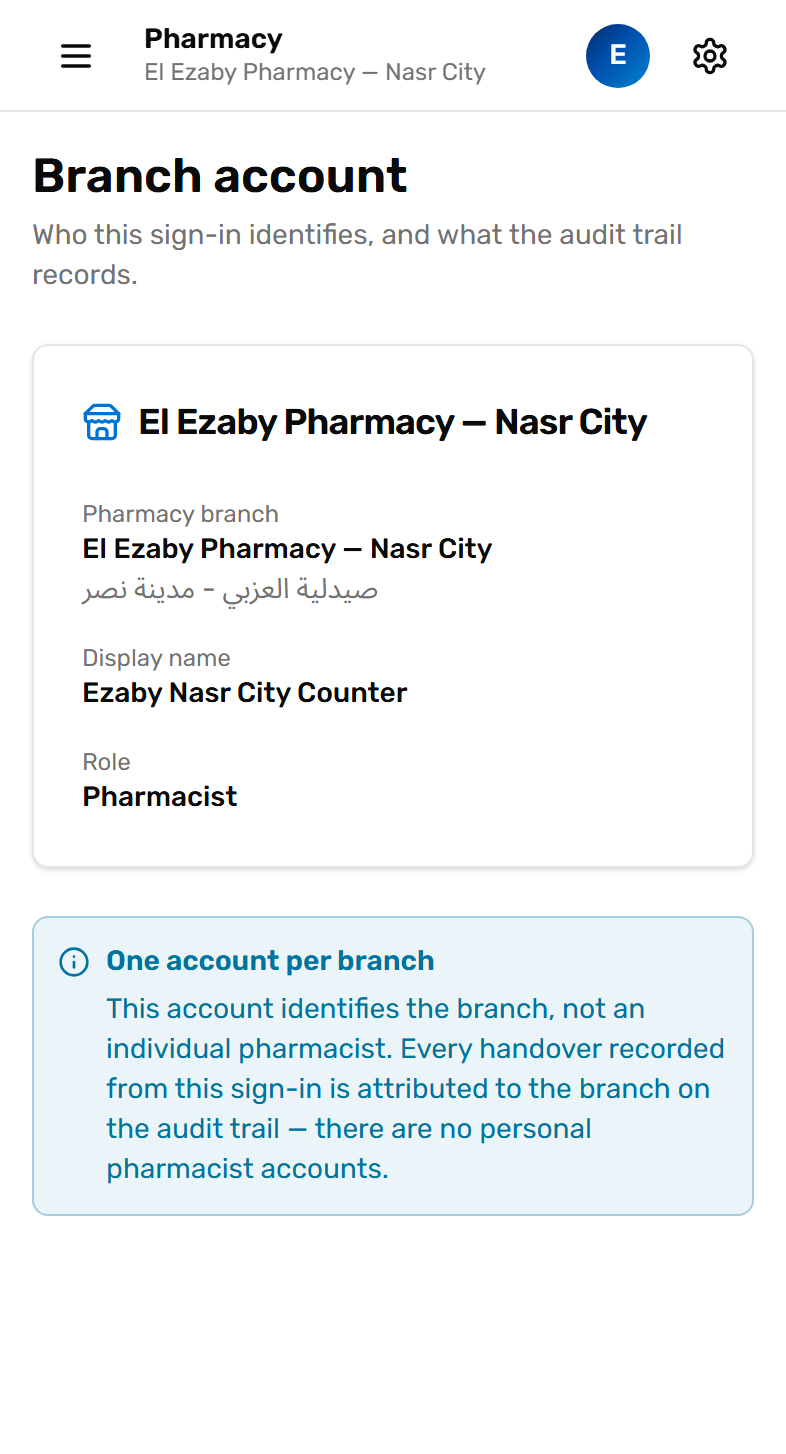 Pharmacy
El Ezaby Pharmacy – Nasr City
E
Branch account
Who this sign-in identifies, and what the audit trail
records.
El Ezaby Pharmacy – Nasr City
Pharmacy branch
El Ezaby Pharmacy – Nasr City
صيدلية العزبي - مدينة نصر
Display name
Ezaby Nasr City Counter
Role
Pharmacist
One account per branch
This account identifies the branch, not an
individual pharmacist. Every handover recorded
from this sign-in is attributed to the branch on
the audit trail – there are no personal
pharmacist accounts.